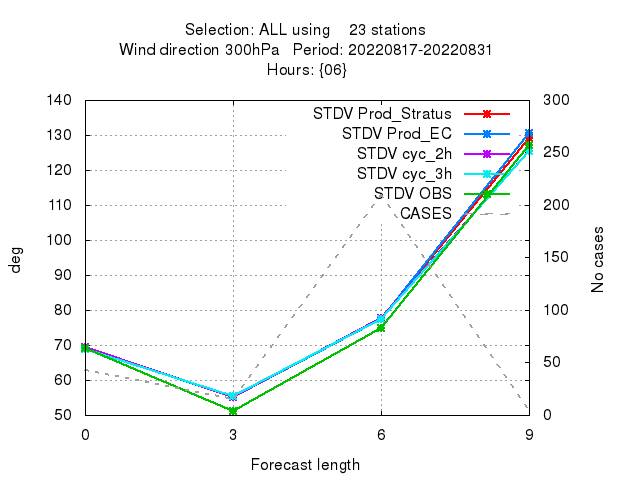 Selection: ALL using 23 stations
Wind direction 300hPa Period: 20220817-20220831
Hours: {06}
140
130
120
110
100
90
80
70
60
50
300
250
200
150
100
50
0
STDV Prod_Stratus
STDV Prod_EC
STDV cyc_2h
STDV cyc_3h
STDV OBS
CASES
deg
No cases
0 3 6 9
Forecast length